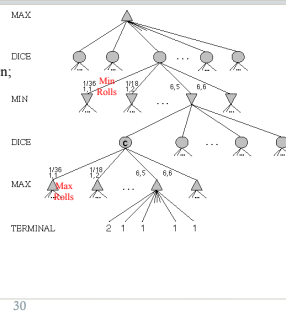 MAX
DICE
n;
1/36 Min 1/18
1,1 Rolls 1,2 ... 6,5 6,6
MIN
DICE
C
1/36 1/18
1,1 1,2 ... 6,5 6,6
MAX
Max
Rolls
TERMINAL 2 1 1 1 1
30